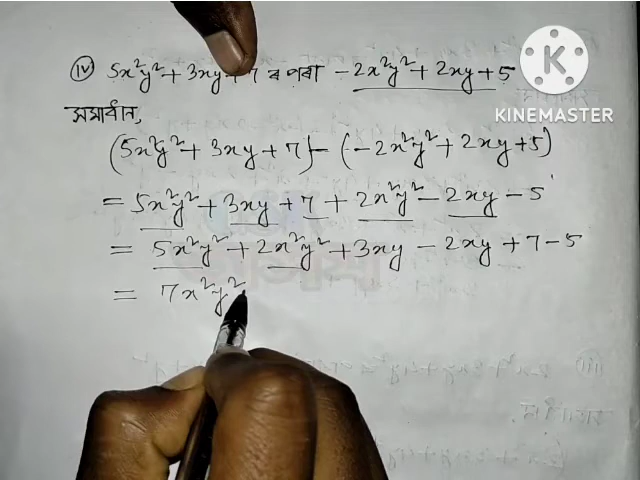 (iv) 5x²y² + 3xy + 7 ৰ পৰা -2x²y² + 2xy + 5
সমাধান,
(5x²y² + 3xy + 7) - (-2x²y² + 2xy + 5)
= 5x²y² + 3xy + 7 + 2x²y² - 2xy - 5
= 5x²y² + 2x²y² + 3xy - 2xy + 7 - 5
= 7x²y²
KINEMASTER